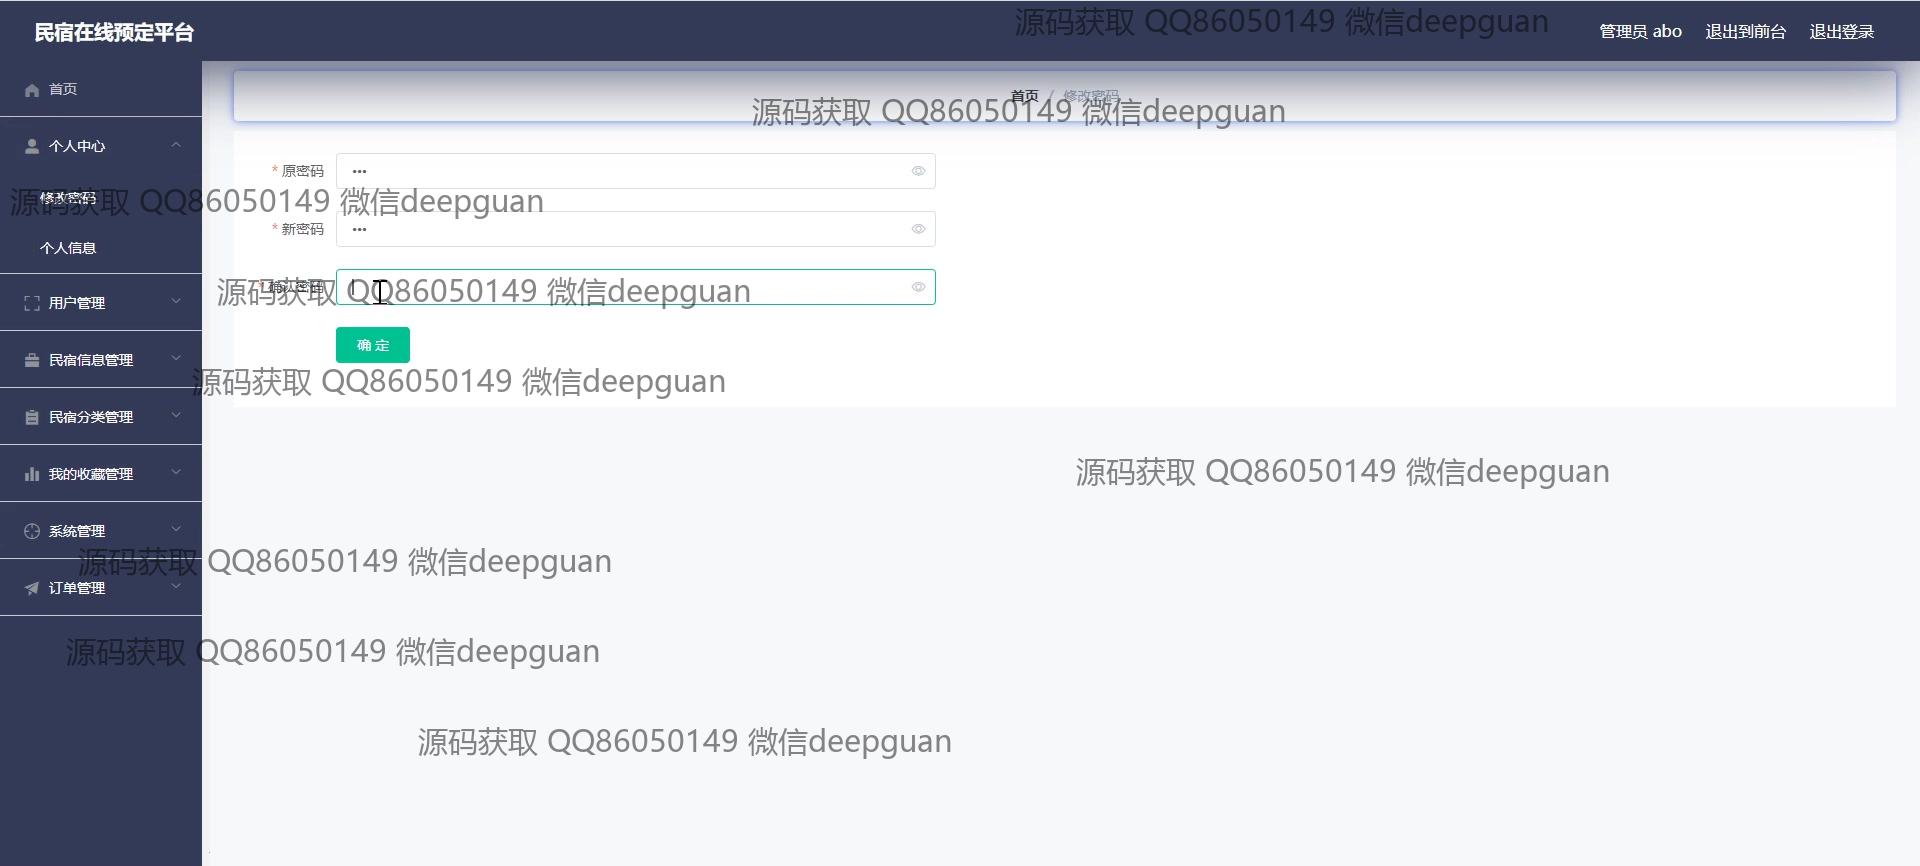 民宿在线预定平台
源码获取 QQ86050149 微信deepguan
管理员 abo
退出到前台
退出登录
首页
首页 / 修改密码
源码获取 QQ86050149 微信deepguan
个人中心
* 原密码
•••
修改密码
源码获取 QQ86050149 微信deepguan
* 新密码
•••
个人信息
* 确认密码
源码获取 QQ86050149 微信deepguan
用户管理
确 定
民宿信息管理
源码获取 QQ86050149 微信deepguan
民宿分类管理
我的收藏管理
源码获取 QQ86050149 微信deepguan
系统管理
源码获取 QQ86050149 微信deepguan
订单管理
源码获取 QQ86050149 微信deepguan
源码获取 QQ86050149 微信deepguan